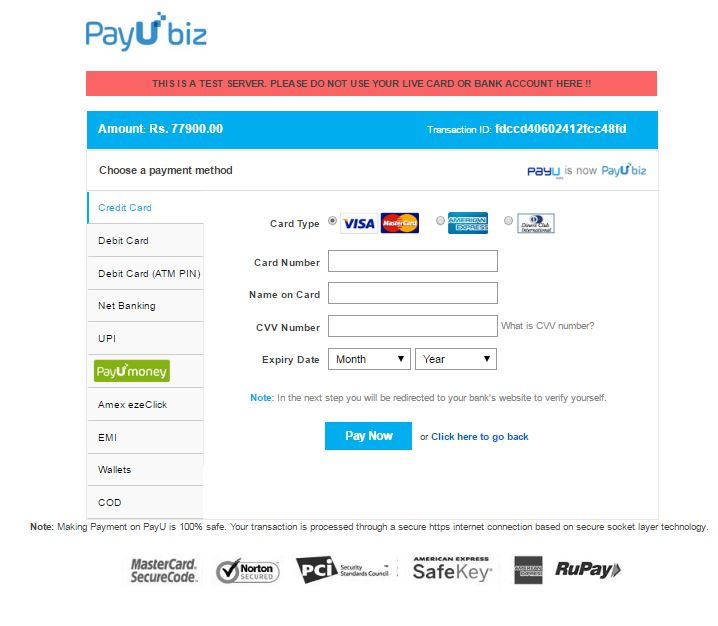 PayU biz
THIS IS A TEST SERVER. PLEASE DO NOT USE YOUR LIVE CARD OR BANK ACCOUNT HERE !!
Amount: Rs. 77900.00 Transaction ID: fdccd40602412fcc48fd
Choose a payment method PayU is now PayU biz
Credit Card
Debit Card
Debit Card (ATM PIN)
Net Banking
UPI
PayU money
Amex ezeClick
EMI
Wallets
COD
Card Type VISA MasterCard AMERICAN EXPRESS Diners Club International
Card Number
Name on Card
CVV Number What is CVV number?
Expiry Date Month Year
Note: In the next step you will be redirected to your bank's website to verify yourself.
Pay Now or Click here to go back
Note: Making Payment on PayU is 100% safe. Your transaction is processed through a secure https internet connection based on secure socket layer technology.
MasterCard. SecureCode. Norton SECURED PCI Security Standards Council AMERICAN EXPRESS SafeKey AMERICAN EXPRESS RuPay